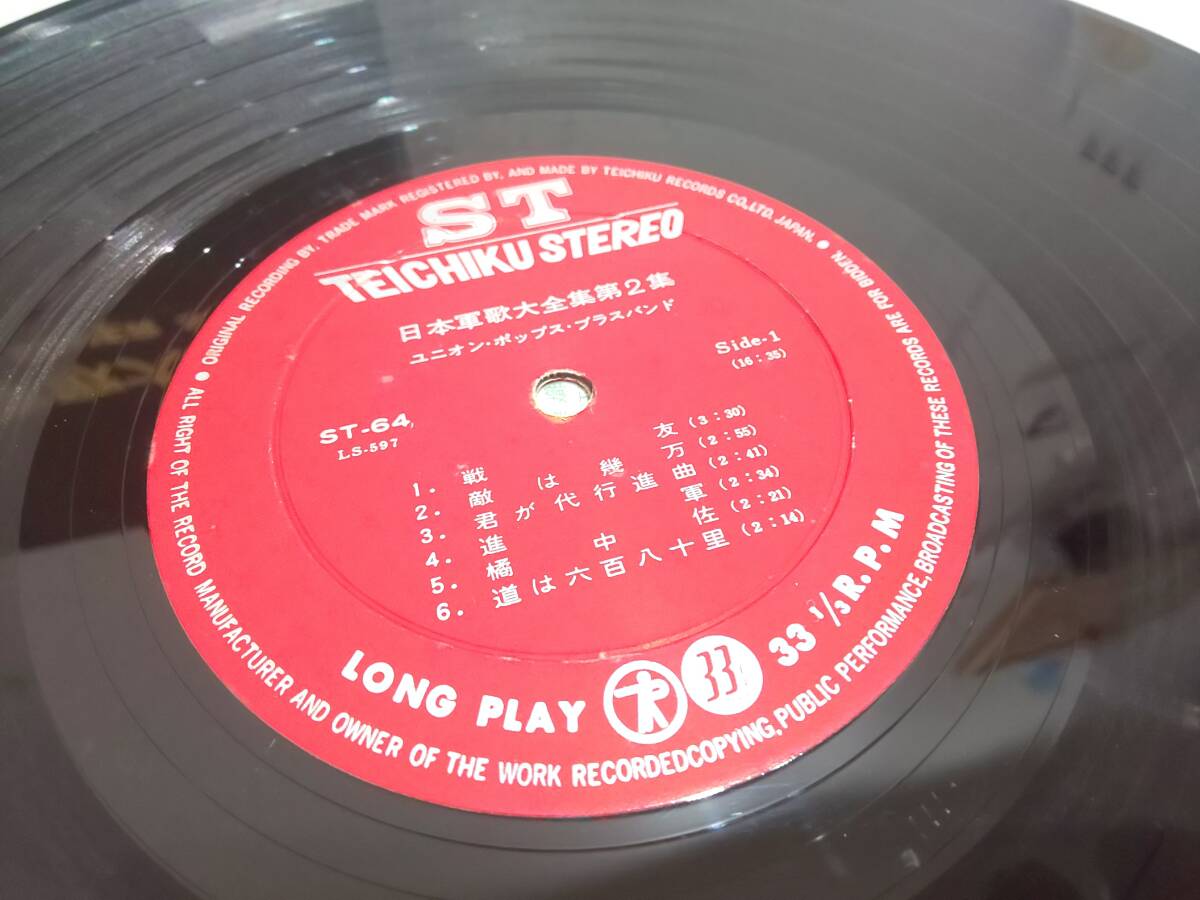 ● ORIGINAL RECORDING BY, TRADE MARK REGISTERED BY, AND MADE BY TEICHIKU RECORDS CO., LTD. JAPAN.
ST
TEICHIKU STEREO
日本軍歌大全集第2集
ユニオン・ポップス・ブラスバンド
Side-1
(16:35)
ST-64
LS-597
1. 戦友 (3:30)
2. 敵は幾万 (2:55)
3. 君が代行進曲 (2:41)
4. 進軍 (2:34)
5. 橘中佐 (2:21)
6. 道は六百八十里 (2:14)
LONG PLAY
33 1/3 R.P.M
● ALL RIGHT OF THE RECORD MANUFACTURER AND OWNER OF THE WORK RECORDEDCOPYING, PUBLIC PERFORMANCE, BROADCASTING OF THESE RECORDS ARE FOR BIDDEN.